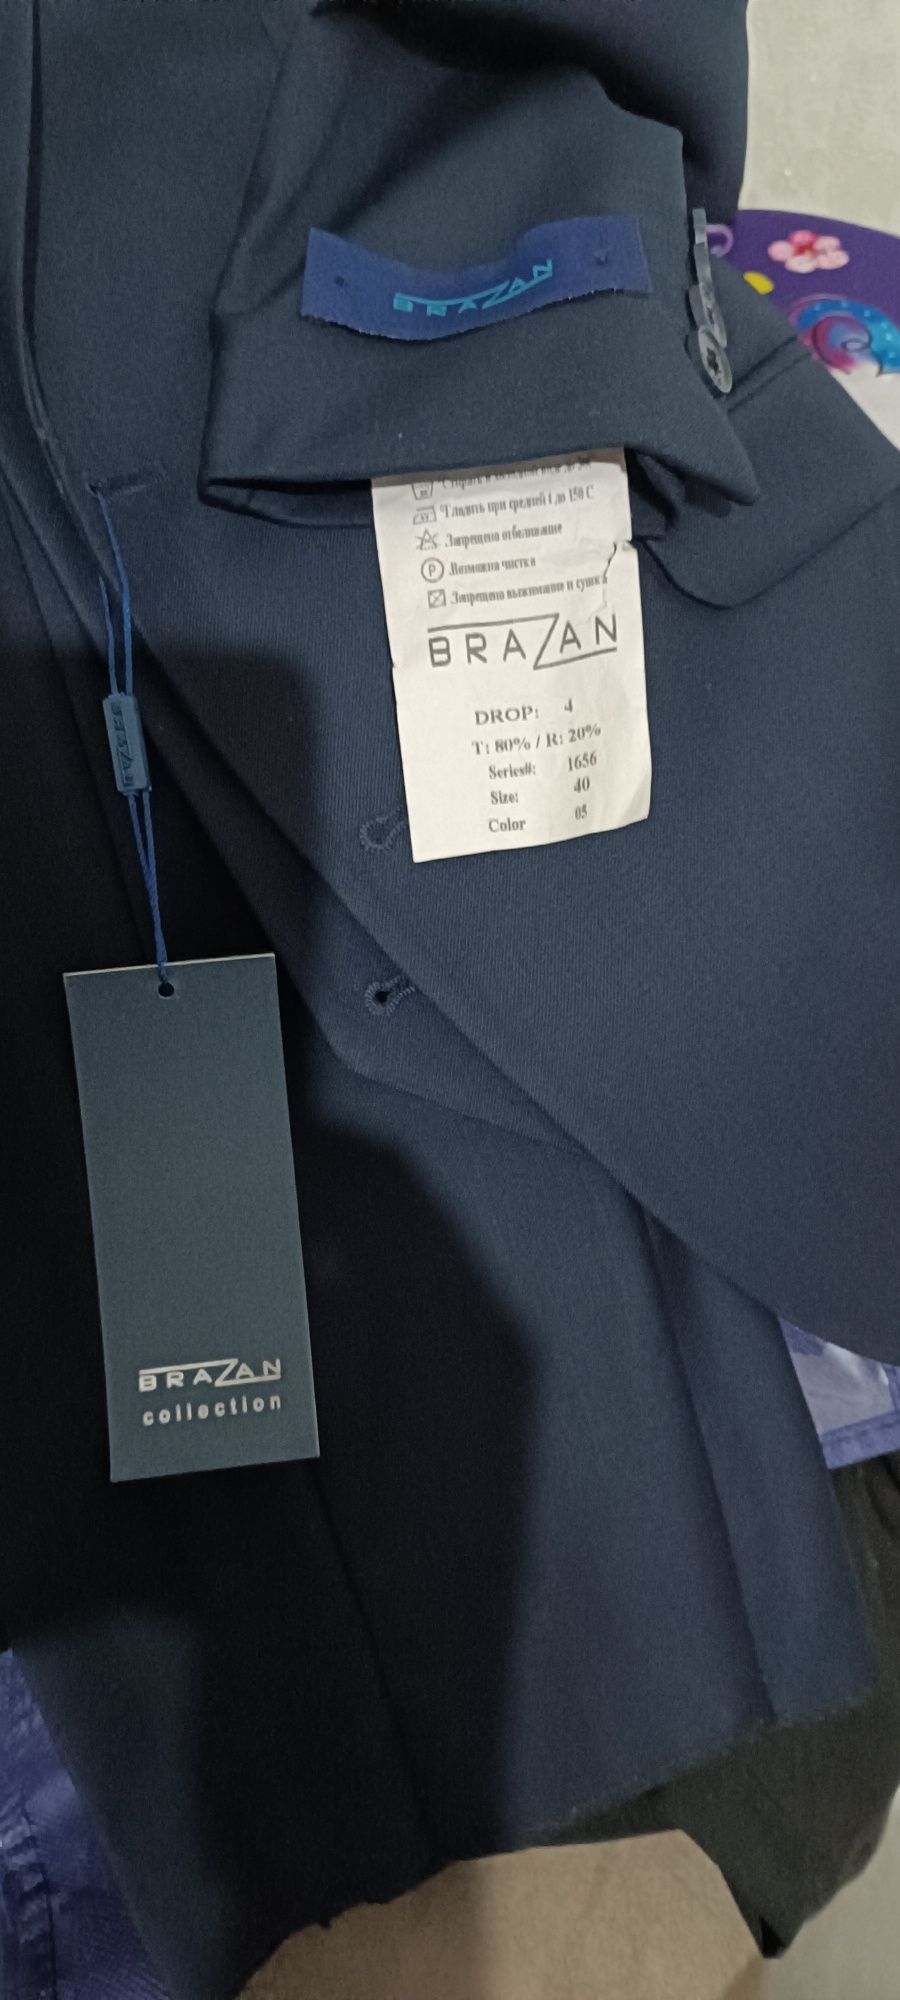 BRAZAN
Гладить при средней t до 150 С
Запрещено отбеливание
P Возможна чистка
Запрещено выжимание и сушка
BRAZAN
DROP: 4
T: 80% / R: 20%
Series#: 1656
Size: 40
Color 05
BRAZAN
BRAZAN
collection